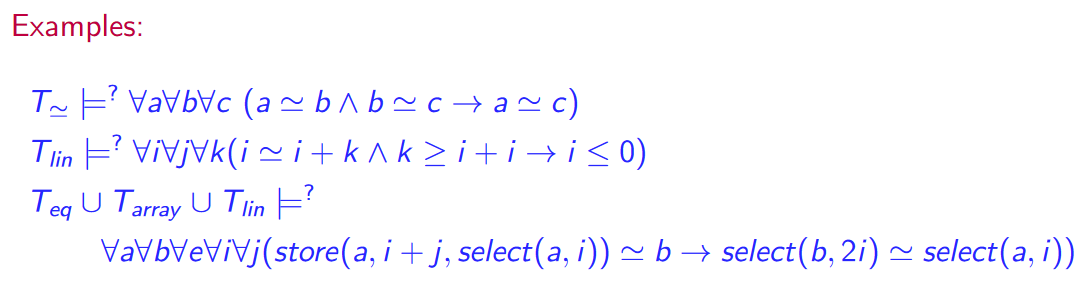 Examples:
T≃ ⊨? ∀a∀b∀c (a ≃ b ∧ b ≃ c → a ≃ c)
Tlin ⊨? ∀i∀j∀k(i ≃ i + k ∧ k ≥ i + i → i ≤ 0)
Teq ∪ Tarray ∪ Tlin ⊨?
∀a∀b∀e∀i∀j(store(a, i + j, select(a, i)) ≃ b → select(b, 2i) ≃ select(a, i))